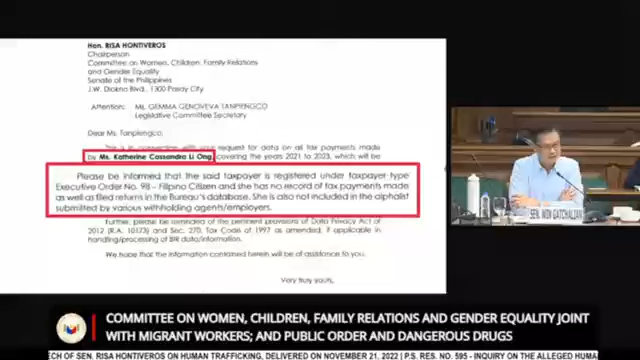 Hon. RISA HONTIVEROS
Chairperson
Committee on Women, Children, Family Relations
and Gender Equality
Senate of the Philippines
J.W. Diokno Blvd., 1300 Pasay City
Attention: Ms. GEMMA GENOVEVA TANPIENGCO
Legislative Committee Secretary
Dear Ms. Tanpiengco:
This is in connection with your request for data on all tax payments made
by Ms. Katherine Cassandra Li Ong, covering the years 2021 to 2023, which will be
Please be informed that the said taxpayer is registered under taxpayer type
Executive Order No. 98 – Filipino Citizen and she has no record of tax payments made
as well as filed returns in the Bureau's database. She is also not included in the alphalist
submitted by various withholding agents/employers.
Further, please be reminded of the pertinent provisions of Data Privacy Act of
2012 (R.A. 10173) and Sec. 270, Tax Code of 1997 as amended, if applicable in
handling/processing of BIR data/information.
We hope that the information contained herein will be of assistance to you.
Very truly yours,
SEN. WIN GATCHALIAN
COMMITTEE ON WOMEN, CHILDREN, FAMILY RELATIONS AND GENDER EQUALITY JOINT
WITH MIGRANT WORKERS; AND PUBLIC ORDER AND DANGEROUS DRUGS
ECH OF SEN. RISA HONTIVEROS ON HUMAN TRAFFICKING, DELIVERED ON NOVEMBER 21, 2022 | P.S. RES. NO. 595 - INQUIRY ON THE ALLEGED HUMA